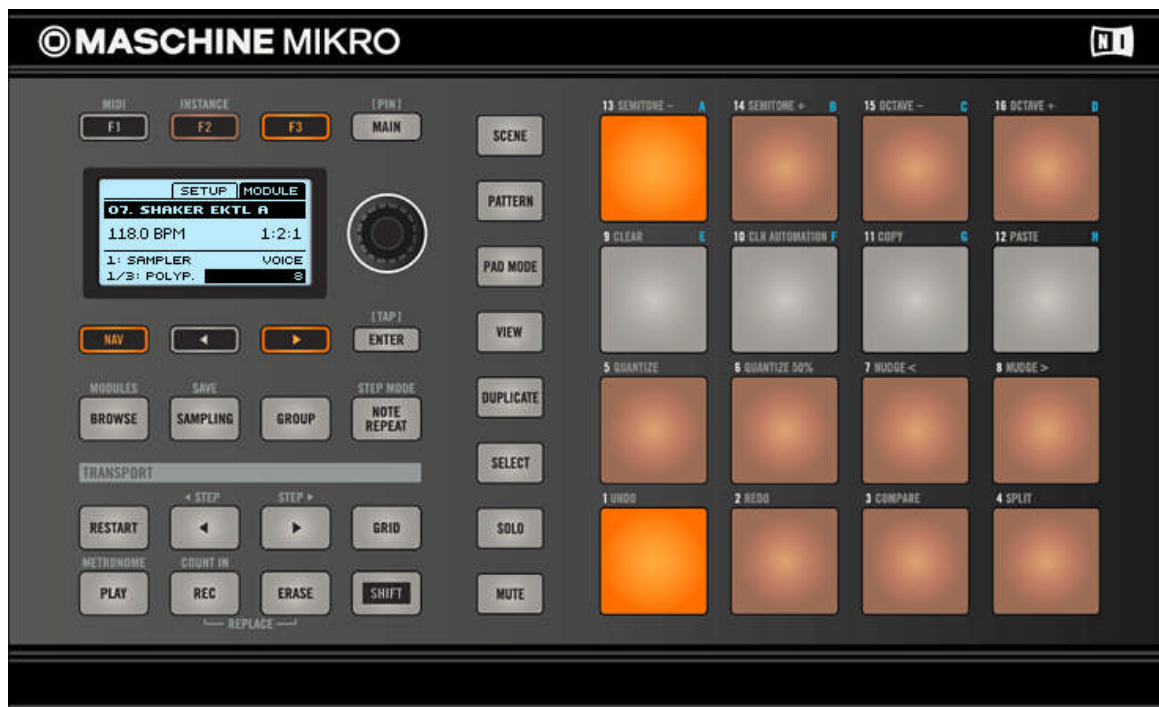 MASCHINE MIKRO
NI
MIDI INSTANCE [PIN]
F1 F2 F3 MAIN
SETUP MODULE
07. SHAKER EKTL A
118.0 BPM 1:2:1
1: SAMPLER VOICE
1/3: POLYP. 8
[TAP]
NAV ENTER
MODULES SAVE STEP MODE
BROWSE SAMPLING GROUP NOTE REPEAT
TRANSPORT
◂ STEP STEP ▸
RESTART ◂ ▸ GRID
METRONOME COUNT IN
PLAY REC ERASE SHIFT
REPLACE
SCENE
PATTERN
PAD MODE
VIEW
DUPLICATE
SELECT
SOLO
MUTE
13 SEMITONE - A 14 SEMITONE + B 15 OCTAVE - C 16 OCTAVE + D
9 CLEAR E 10 CLR AUTOMATION F 11 COPY G 12 PASTE H
5 QUANTIZE 6 QUANTIZE 50% 7 NUDGE < 8 NUDGE >
1 UNDO 2 REDO 3 COMPARE 4 SPLIT